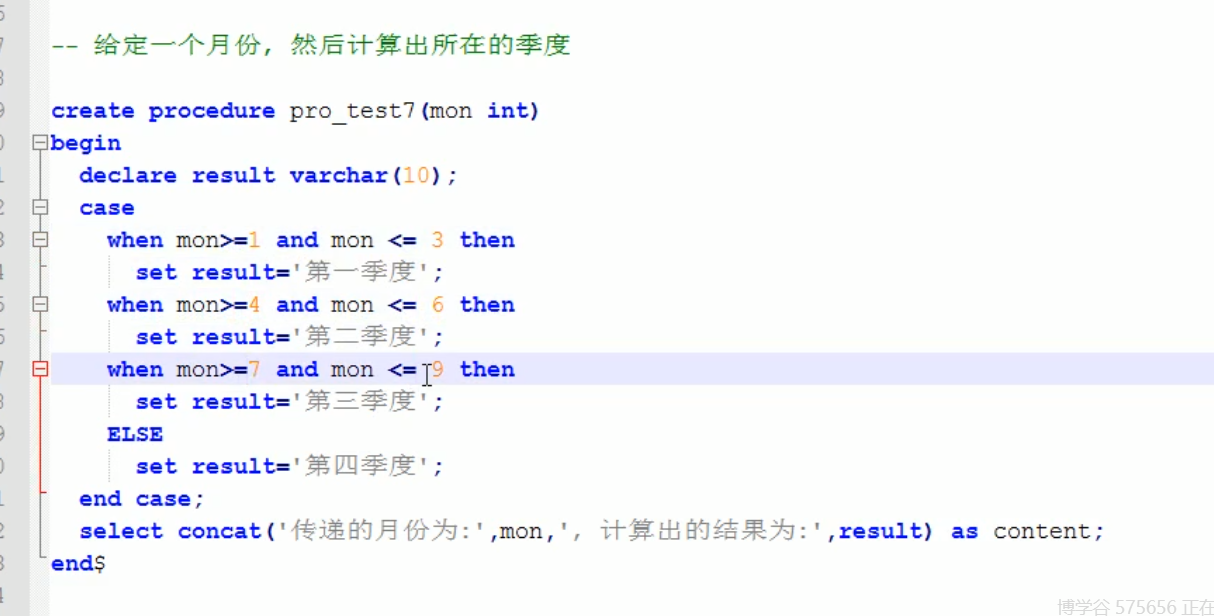 -- 给定一个月份, 然后计算出所在的季度
create procedure pro_test7(mon int)
begin
declare result varchar(10);
case
when mon>=1 and mon <= 3 then
set result='第一季度';
when mon>=4 and mon <= 6 then
set result='第二季度';
when mon>=7 and mon <= 9 then
set result='第三季度';
ELSE
set result='第四季度';
end case;
select concat('传递的月份为:',mon,', 计算出的结果为:',result) as content;
end$
博学谷 575656 正在